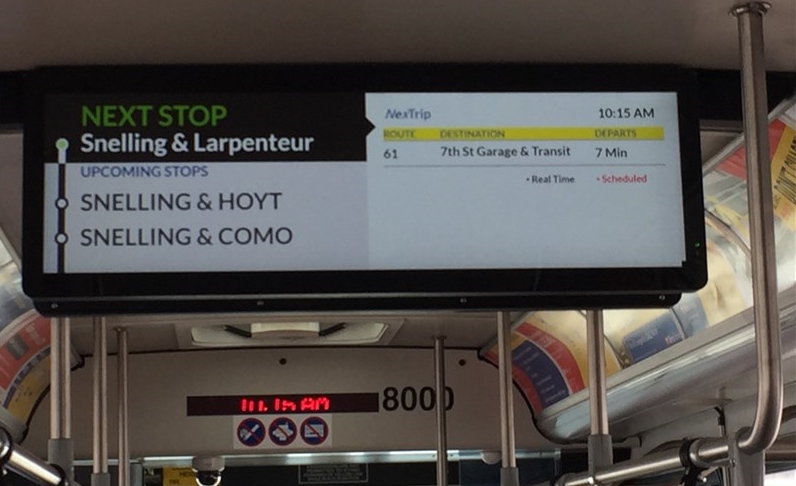 NEXT STOP
Snelling & Larpenteur
UPCOMING STOPS
SNELLING & HOYT
SNELLING & COMO
NexTrip 10:15 AM
ROUTE DESTINATION DEPARTS
61 7th St Garage & Transit 7 Min
• Real Time • Scheduled
10:15 AM 8000